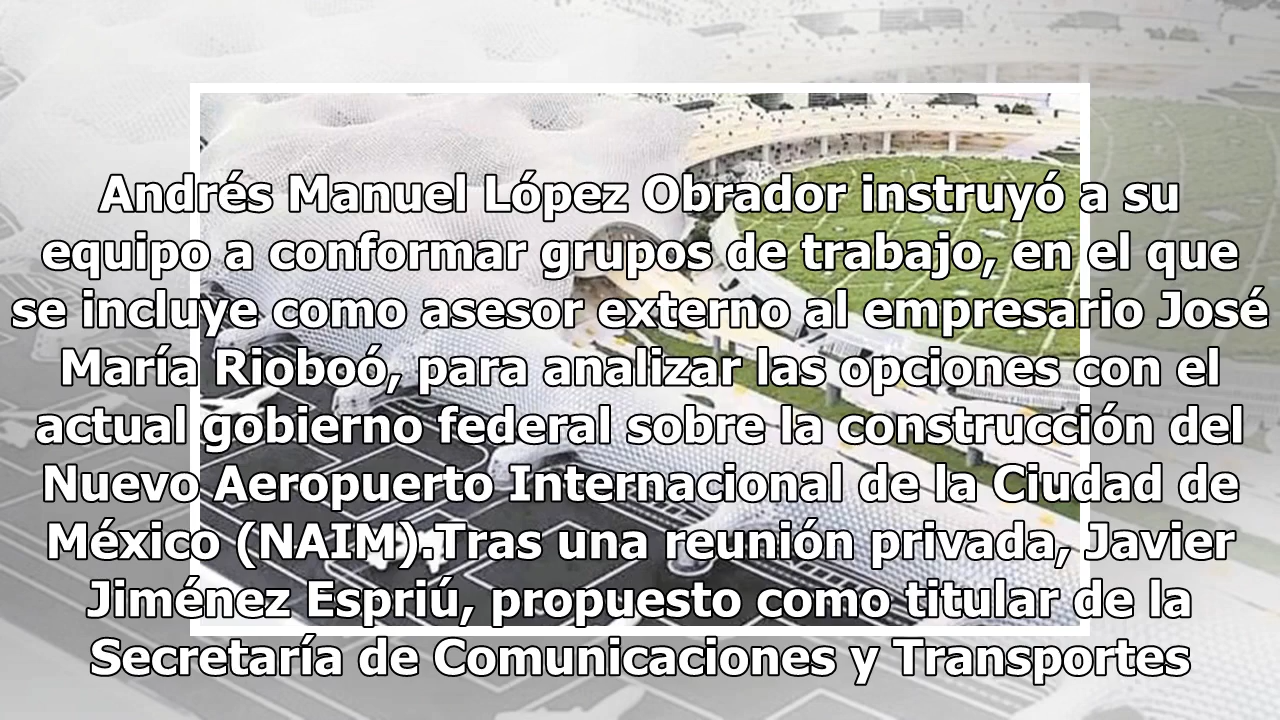 Andrés Manuel López Obrador instruyó a su
equipo a conformar grupos de trabajo, en el que
se incluye como asesor externo al empresario José
María Rioboó, para analizar las opciones con el
actual gobierno federal sobre la construcción del
Nuevo Aeropuerto Internacional de la Ciudad de
México (NAIM).Tras una reunión privada, Javier
Jiménez Espriú, propuesto como titular de la
Secretaría de Comunicaciones y Transportes